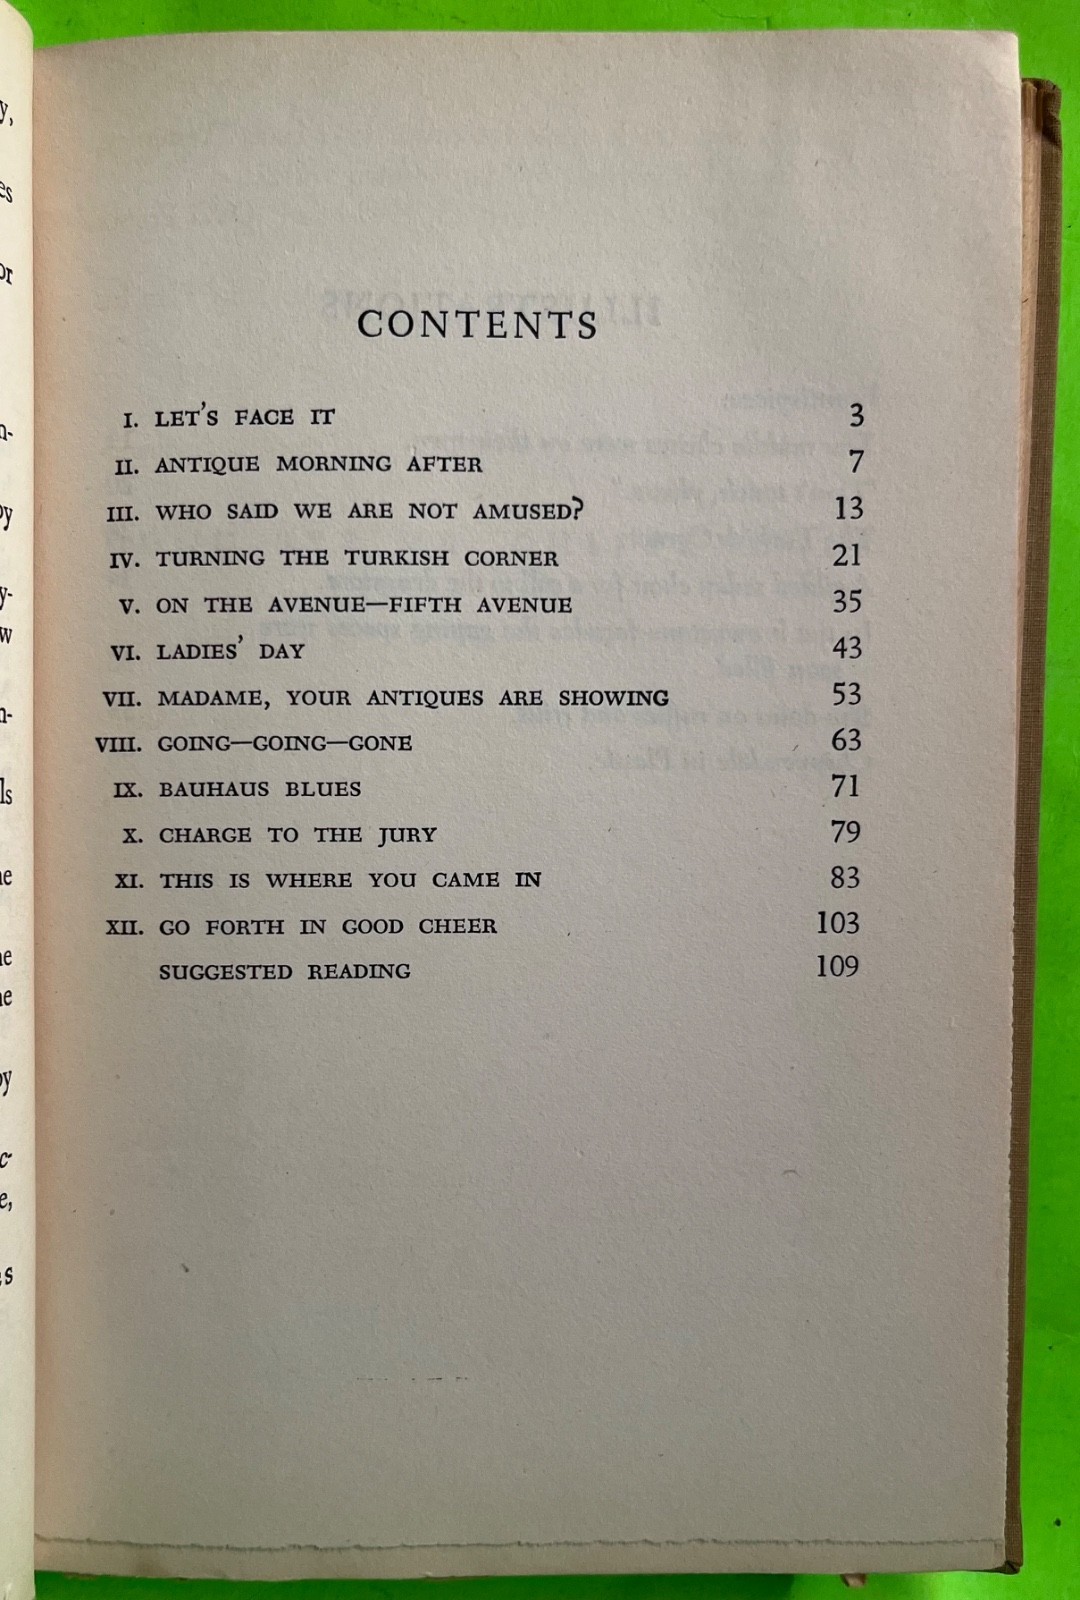 CONTENTS
I. LET'S FACE IT 3
II. ANTIQUE MORNING AFTER 7
III. WHO SAID WE ARE NOT AMUSED? 13
IV. TURNING THE TURKISH CORNER 21
V. ON THE AVENUE—FIFTH AVENUE 35
VI. LADIES' DAY 43
VII. MADAME, YOUR ANTIQUES ARE SHOWING 53
VIII. GOING—GOING—GONE 63
IX. BAUHAUS BLUES 71
X. CHARGE TO THE JURY 79
XI. THIS IS WHERE YOU CAME IN 83
XII. GO FORTH IN GOOD CHEER 103
SUGGESTED READING 109